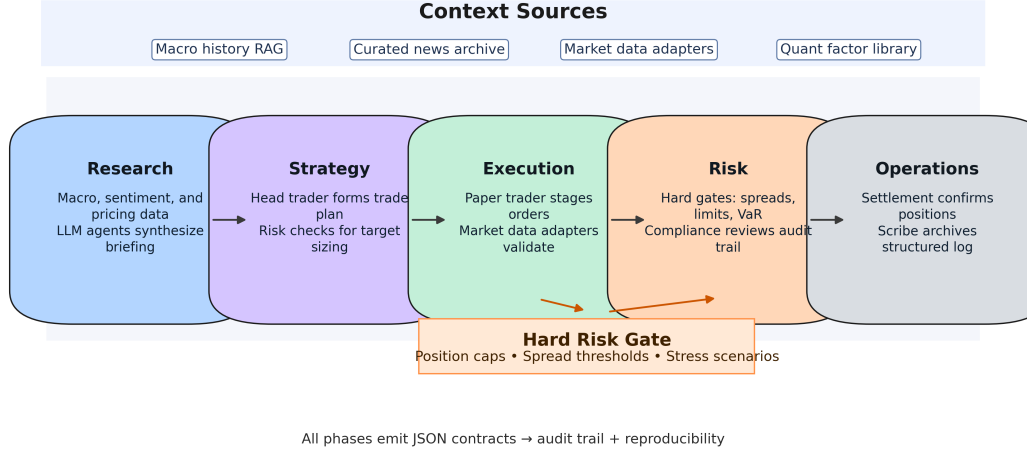 Context Sources
Macro history RAG
Curated news archive
Market data adapters
Quant factor library
Research
Macro, sentiment, and
pricing data
LLM agents synthesize
briefing
Strategy
Head trader forms trade
plan
Risk checks for target
sizing
Execution
Paper trader stages
orders
Market data adapters
validate
Risk
Hard gates: spreads,
limits, VaR
Compliance reviews audit
trail
Operations
Settlement confirms
positions
Scribe archives
structured log
Hard Risk Gate
Position caps • Spread thresholds • Stress scenarios
All phases emit JSON contracts → audit trail + reproducibility